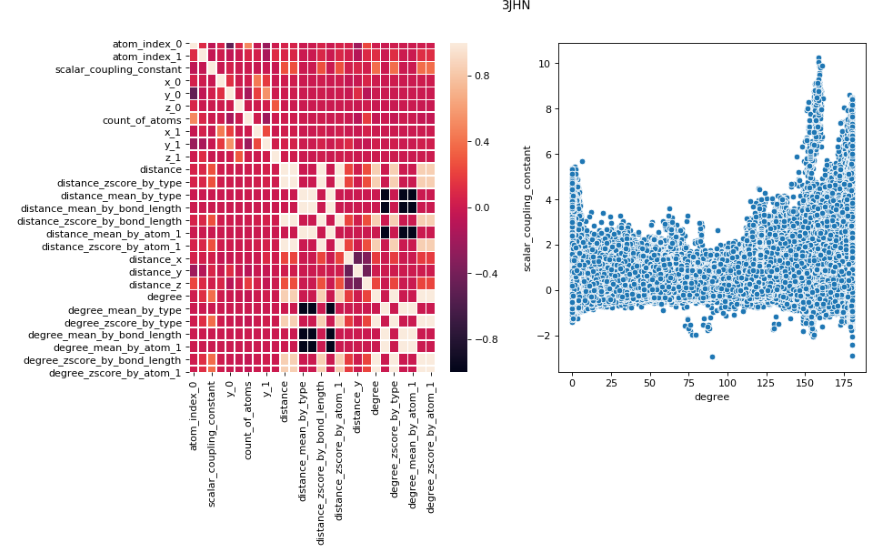 3JHN
atom_index_0
atom_index_1
scalar_coupling_constant
x_0
y_0
z_0
count_of_atoms
x_1
y_1
z_1
distance
distance_zscore_by_type
distance_mean_by_type
distance_mean_by_bond_length
distance_zscore_by_bond_length
distance_mean_by_atom_1
distance_zscore_by_atom_1
distance_x
distance_y
distance_z
degree
degree_mean_by_type
degree_zscore_by_type
degree_mean_by_bond_length
degree_mean_by_atom_1
degree_zscore_by_bond_length
degree_zscore_by_atom_1
atom_index_0
scalar_coupling_constant
y_0
count_of_atoms
y_1
distance
distance_mean_by_type
distance_zscore_by_bond_length
distance_zscore_by_atom_1
distance_y
degree
degree_zscore_by_type
degree_mean_by_atom_1
degree_zscore_by_atom_1
0.8
0.4
0.0
−0.4
−0.8
scalar_coupling_constant
10
8
6
4
2
0
−2
0
25
50
75
100
125
150
175
degree